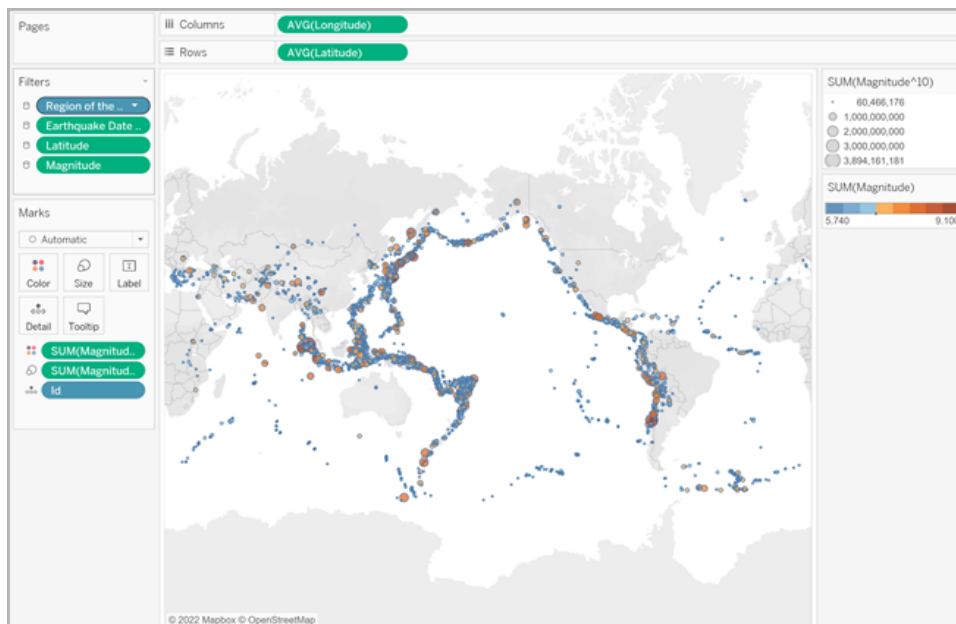 Pages
Columns
AVG(Longitude)
Rows
AVG(Latitude)
Filters
Region of the ..
Earthquake Date ..
Latitude
Magnitude
Marks
Automatic
Color
Size
Label
Detail
Tooltip
SUM(Magnitud..
SUM(Magnitud..
Id
SUM(Magnitude^10)
60,466,176
1,000,000,000
2,000,000,000
3,000,000,000
3,894,161,181
SUM(Magnitude)
5.740 9.100
© 2022 Mapbox © OpenStreetMap